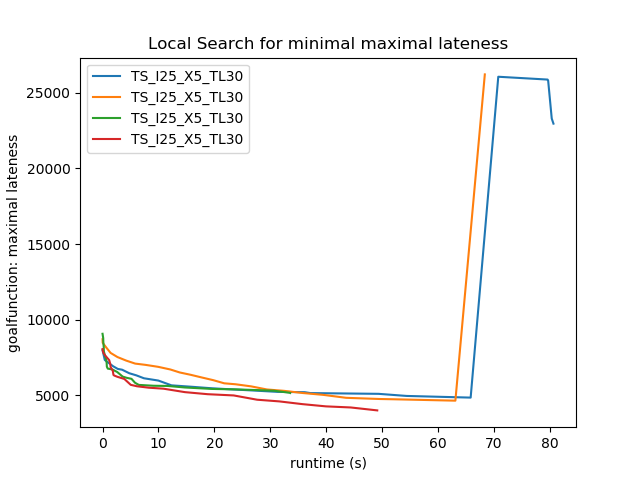 Local Search for minimal maximal lateness
TS_I25_X5_TL30
TS_I25_X5_TL30
TS_I25_X5_TL30
TS_I25_X5_TL30
goalfunction: maximal lateness
25000
20000
15000
10000
5000
0 10 20 30 40 50 60 70 80
runtime (s)